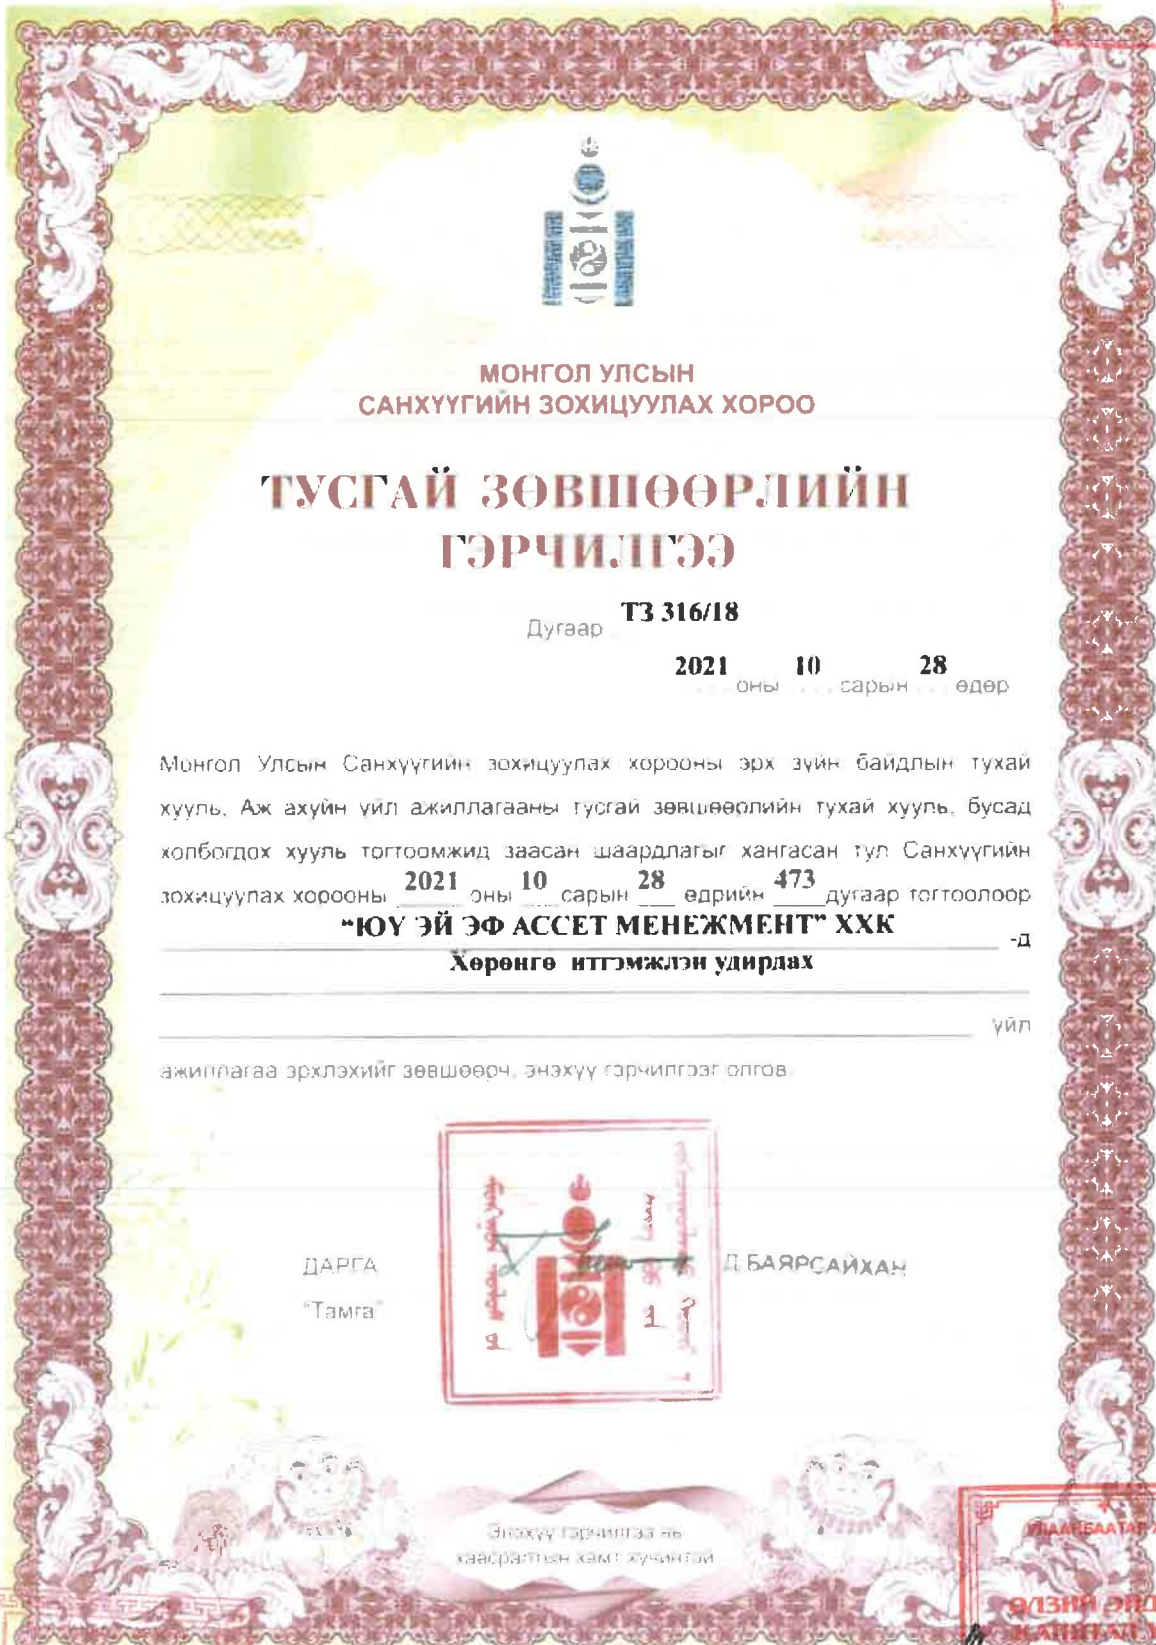 МОНГОЛ УЛСЫН
САНХҮҮГИЙН ЗОХИЦУУЛАХ ХОРОО
ТУСГАЙ ЗӨВШӨӨРЛИЙН
ГЭРЧИЛГЭЭ
Дугаар ТЗ 316/18
2021 оны 10 сарын 28 өдөр
Монгол Улсын Санхүүгийн зохицуулах хорооны эрх зүйн байдлын тухай
хууль, Аж ахуйн үйл ажиллагааны тусгай зөвшөөрлийн тухай хууль, бусад
холбогдох хууль тогтоомжид заасан шаардлагыг хангасан тул Санхүүгийн
зохицуулах хорооны 2021 оны 10 сарын 28 өдрийн 473 дугаар тогтоолоор
“ЮҮ ЭЙ ЭФ АССЕТ МЕНЕЖМЕНТ” ХХК -д
Хөрөнгө итгэмжлэн удирдах
үйл
ажиллагаа эрхлэхийг зөвшөөрч, энэхүү гэрчилгээг олгов.
ДАРГА Д.БАЯРСАЙХАН
"Тамга"
Энэхүү гэрчилгээ нь
хавсралтын хамт хүчинтэй
УЛААНБААТАР
ӨЛЗИЙ